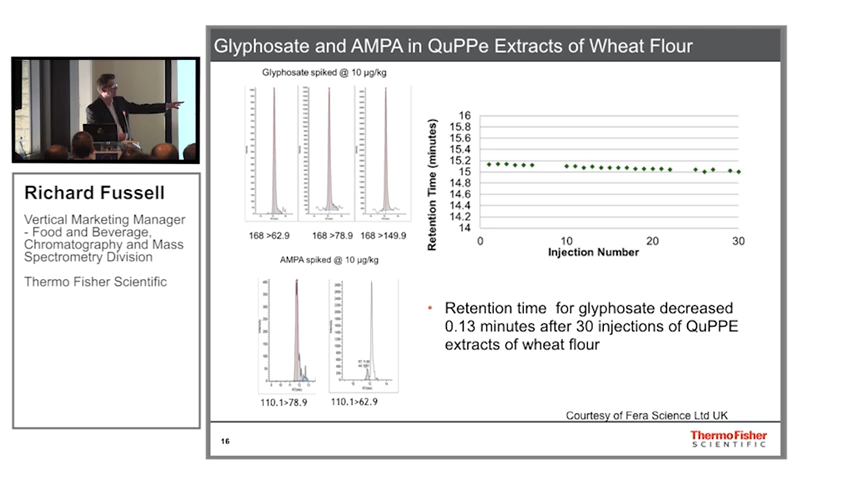 Glyphosate and AMPA in QuPPe Extracts of Wheat Flour
Glyphosate spiked @ 10 µg/kg
168 >62.9
168 >78.9
168 >149.9
AMPA spiked @ 10 µg/kg
110.1>78.9
110.1>62.9
Retention Time (minutes)
16
15.8
15.6
15.4
15.2
15
14.8
14.6
14.4
14.2
14
0
10
20
30
Injection Number
• Retention time for glyphosate decreased
0.13 minutes after 30 injections of QuPPE
extracts of wheat flour
Courtesy of Fera Science Ltd UK
16
ThermoFisher
SCIENTIFIC
Richard Fussell
Vertical Marketing Manager
- Food and Beverage,
Chromatography and Mass
Spectrometry Division
Thermo Fisher Scientific